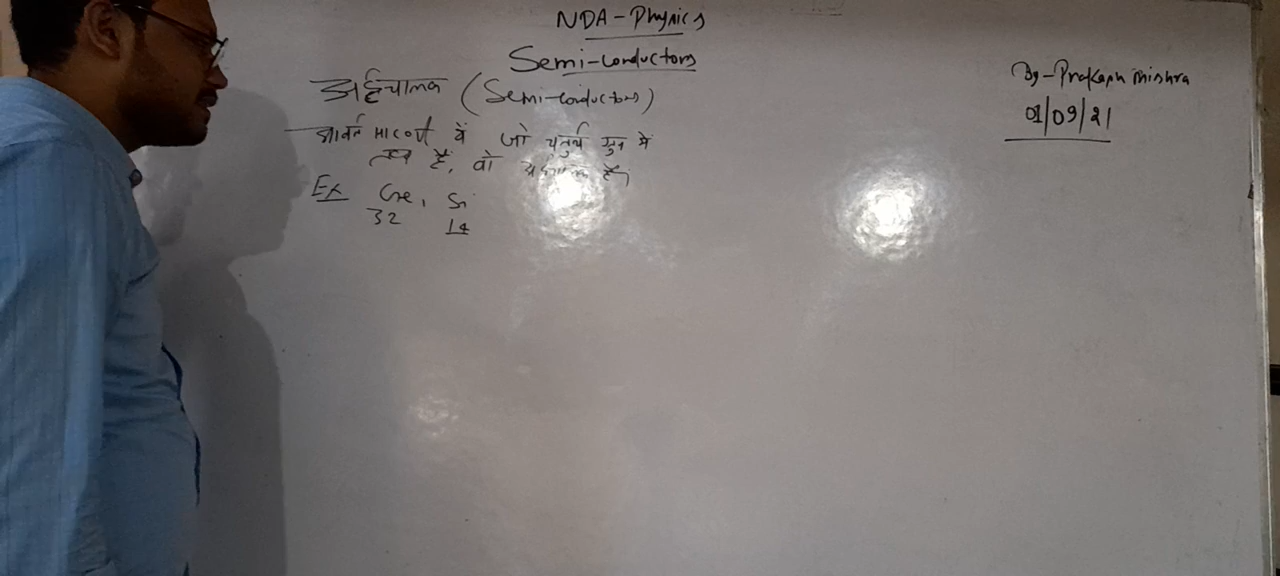 NDA - Physics
Semi-conductors
By - Prakash Mishra
01/09/21
अर्द्धचालक (Semi-conductors)
आवर्त सारणी में जो चतुर्थ ग्रुप में
तत्व हैं, वो
Ex Ge, Si
32 14